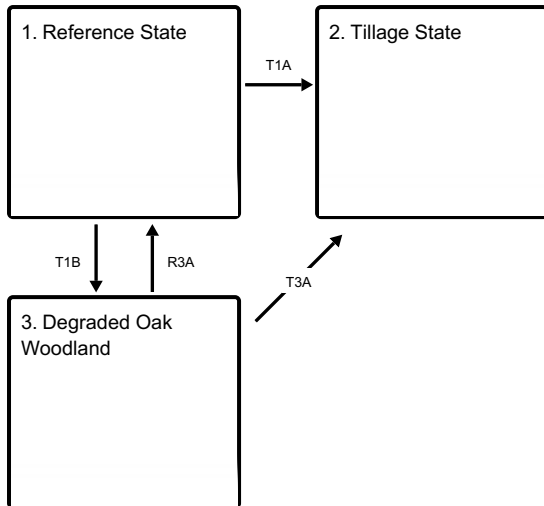 1. Reference State
2. Tillage State
T1A
T1B
R3A
T3A
3. Degraded Oak
Woodland